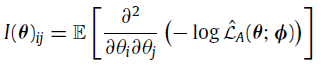 I(𝜽)ᵢⱼ = 𝔼 [ ∂² / ∂θᵢ∂θⱼ ( − log ℒ̂_A(𝜽; 𝝓) ) ]